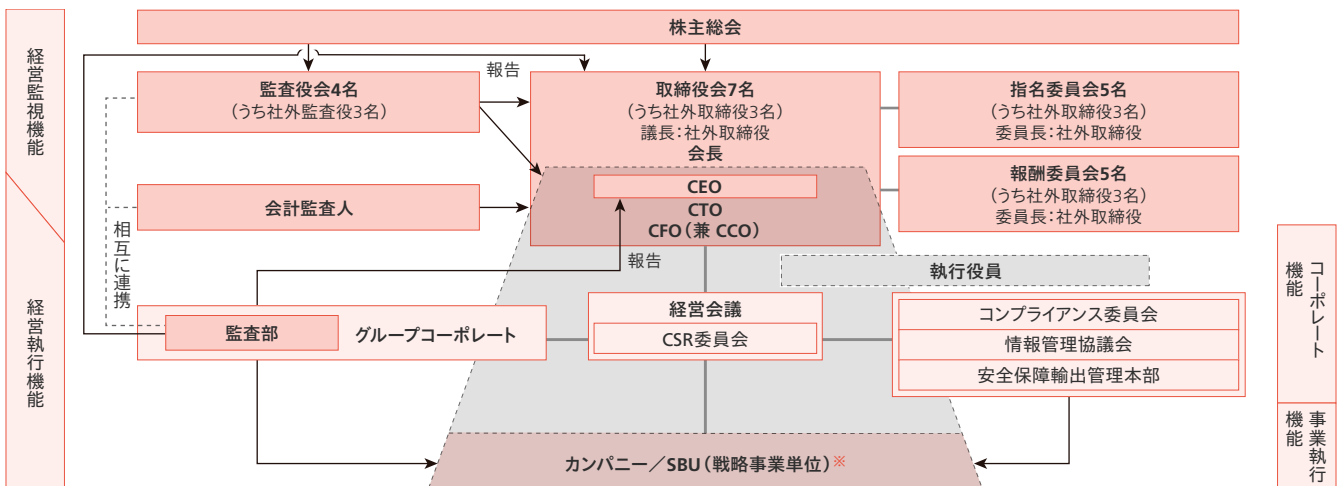 株主総会
経営監視機能
報告
監査役会4名
（うち社外監査役3名）
取締役会7名
（うち社外取締役3名）
議長：社外取締役
会長
指名委員会5名
（うち社外取締役3名）
委員長：社外取締役
報酬委員会5名
（うち社外取締役3名）
委員長：社外取締役
CEO
CTO
CFO（兼 CCO）
会計監査人
相互に連携
報告
執行役員
経営執行機能
監査部
グループコーポレート
経営会議
CSR委員会
コンプライアンス委員会
情報管理協議会
安全保障輸出管理本部
コーポレート
機能
カンパニー／SBU（戦略事業単位）※
事業執行
機能